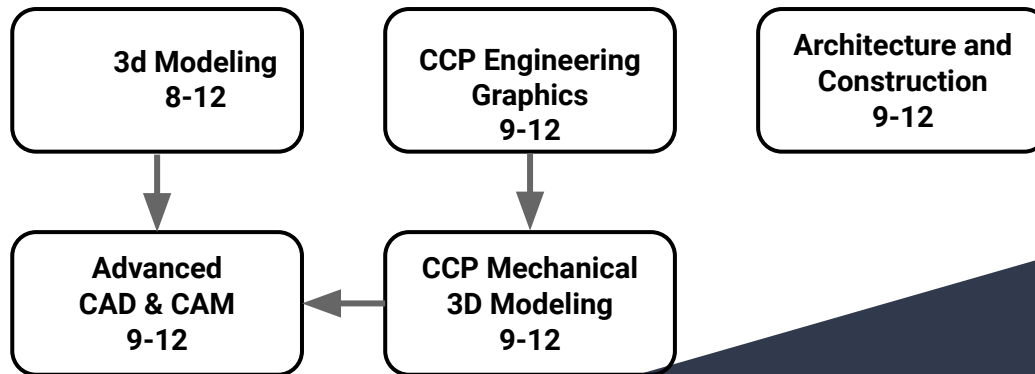 3d Modeling
8-12
CCP Engineering
Graphics
9-12
Architecture and
Construction
9-12
Advanced
CAD & CAM
9-12
CCP Mechanical
3D Modeling
9-12